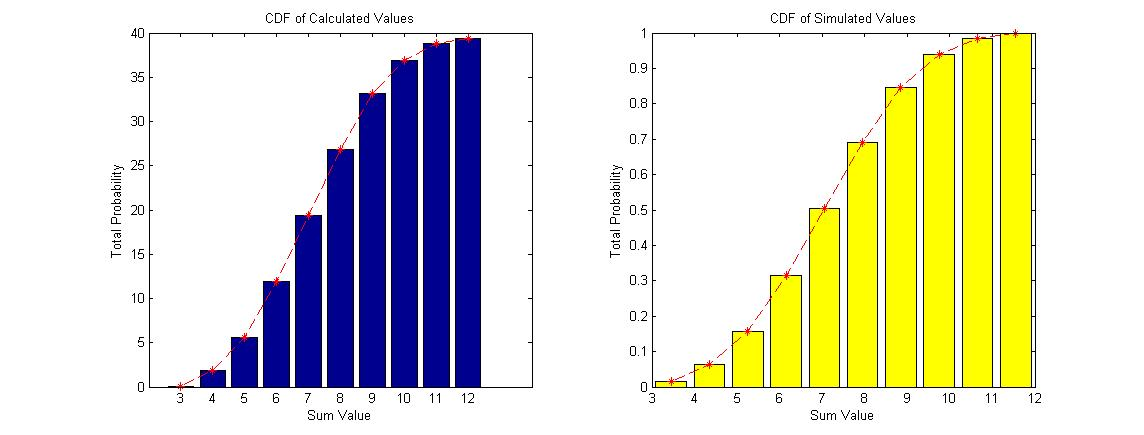 CDF of Calculated Values
40
35
30
25
20
15
10
5
0
Total Probability
3 4 5 6 7 8 9 10 11 12
Sum Value
CDF of Simulated Values
1
0.9
0.8
0.7
0.6
0.5
0.4
0.3
0.2
0.1
0
Total Probability
3 4 5 6 7 8 9 10 11 12
Sum Value